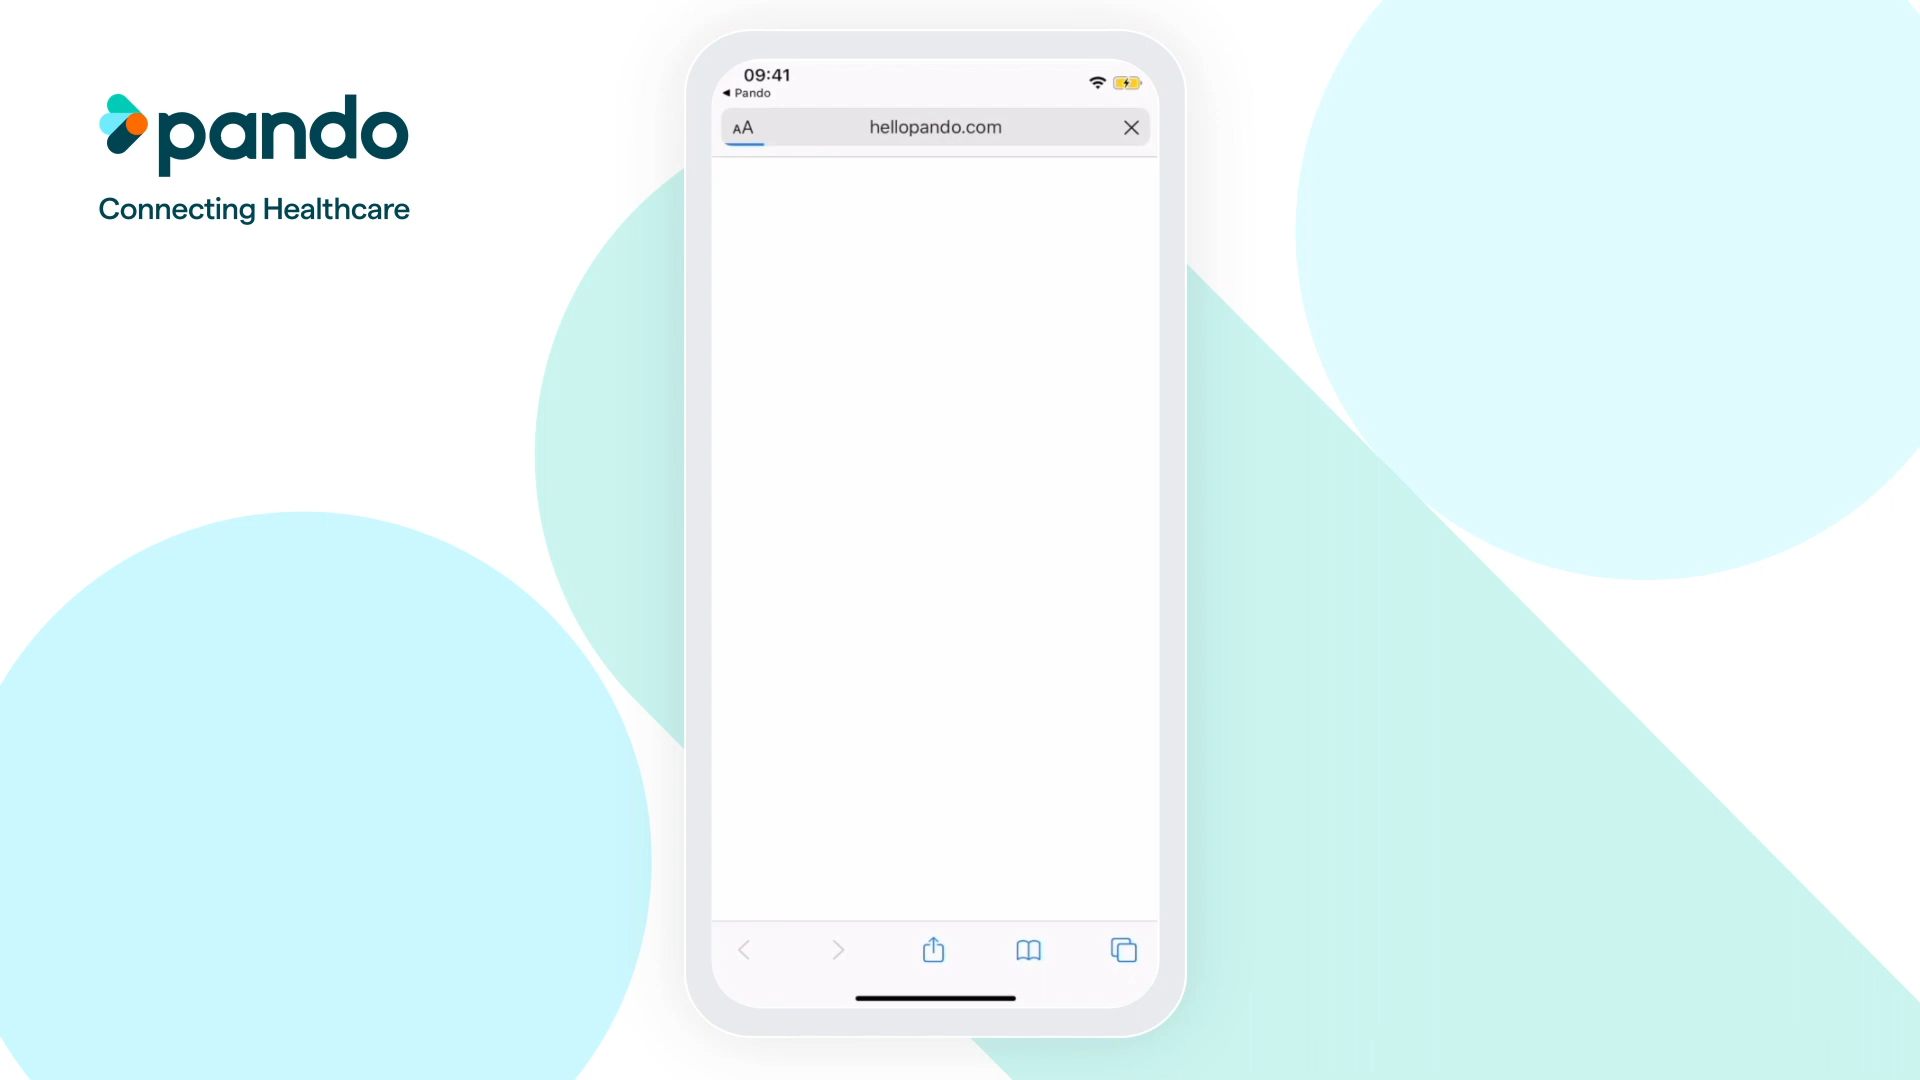 pando
Connecting Healthcare
09:41
◀ Pando
AA
hellopando.com